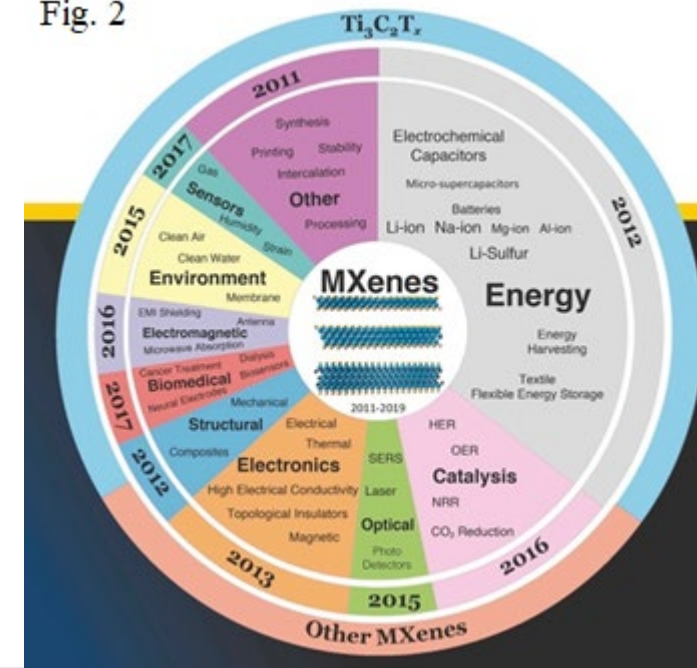 Fig. 2
Ti₃C₂Tₓ
2011
Synthesis
Printing Stability
Intercalation
Other
Processing
2012
Electrochemical
Capacitors
Micro-supercapacitors
Batteries
Li-ion Na-ion Mg-ion Al-ion
Li-Sulfur
Energy
Energy
Harvesting
Textile
Flexible Energy Storage
2017
Gas
Sensors
Humidity
Strain
2015
Clean Air
Clean Water
Environment
Membrane
2016
EMI Shielding
Antenna
Electromagnetic
Microwave Absorption
2017
Cancer Treatment
Dialysis
Biomedical
Biosensors
Neural Electrodes
2012
Mechanical
Structural
Composites
2013
Electrical
Thermal
Electronics
High Electrical Conductivity
Topological Insulators
Magnetic
2015
SERS
Laser
Optical
Photo
Detectors
2016
HER
OER
Catalysis
NRR
CO₂ Reduction
MXenes
2011-2019
Other MXenes